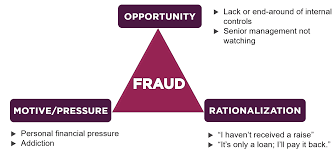 OPPORTUNITY
Lack or end-around of internal
controls
Senior management not
watching
FRAUD
MOTIVE/PRESSURE
RATIONALIZATION
Personal financial pressure
Addiction
“I haven’t received a raise”
“It’s only a loan; I’ll pay it back.”